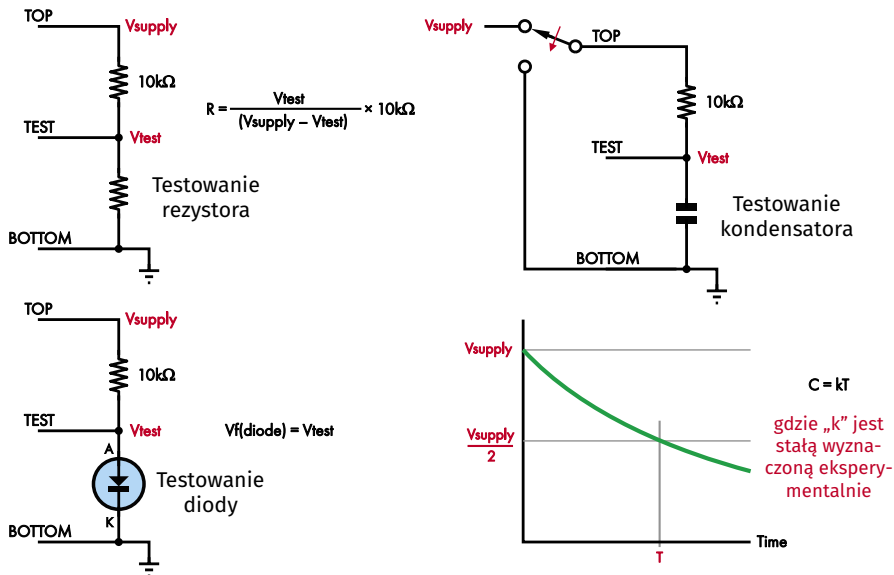 TOP
Vsupply
10kΩ
TEST
Vtest
R = Vtest / (Vsupply – Vtest) × 10kΩ
Testowanie
rezystora
BOTTOM
Vsupply
TOP
10kΩ
TEST
Vtest
Testowanie
kondensatora
BOTTOM
TOP
Vsupply
10kΩ
TEST
Vtest
Vf(diode) = Vtest
A
Testowanie
diody
K
BOTTOM
Vsupply
Vsupply
2
C = kT
gdzie „k” jest
stałą wyzna-
czoną ekspery-
mentalnie
Time
T